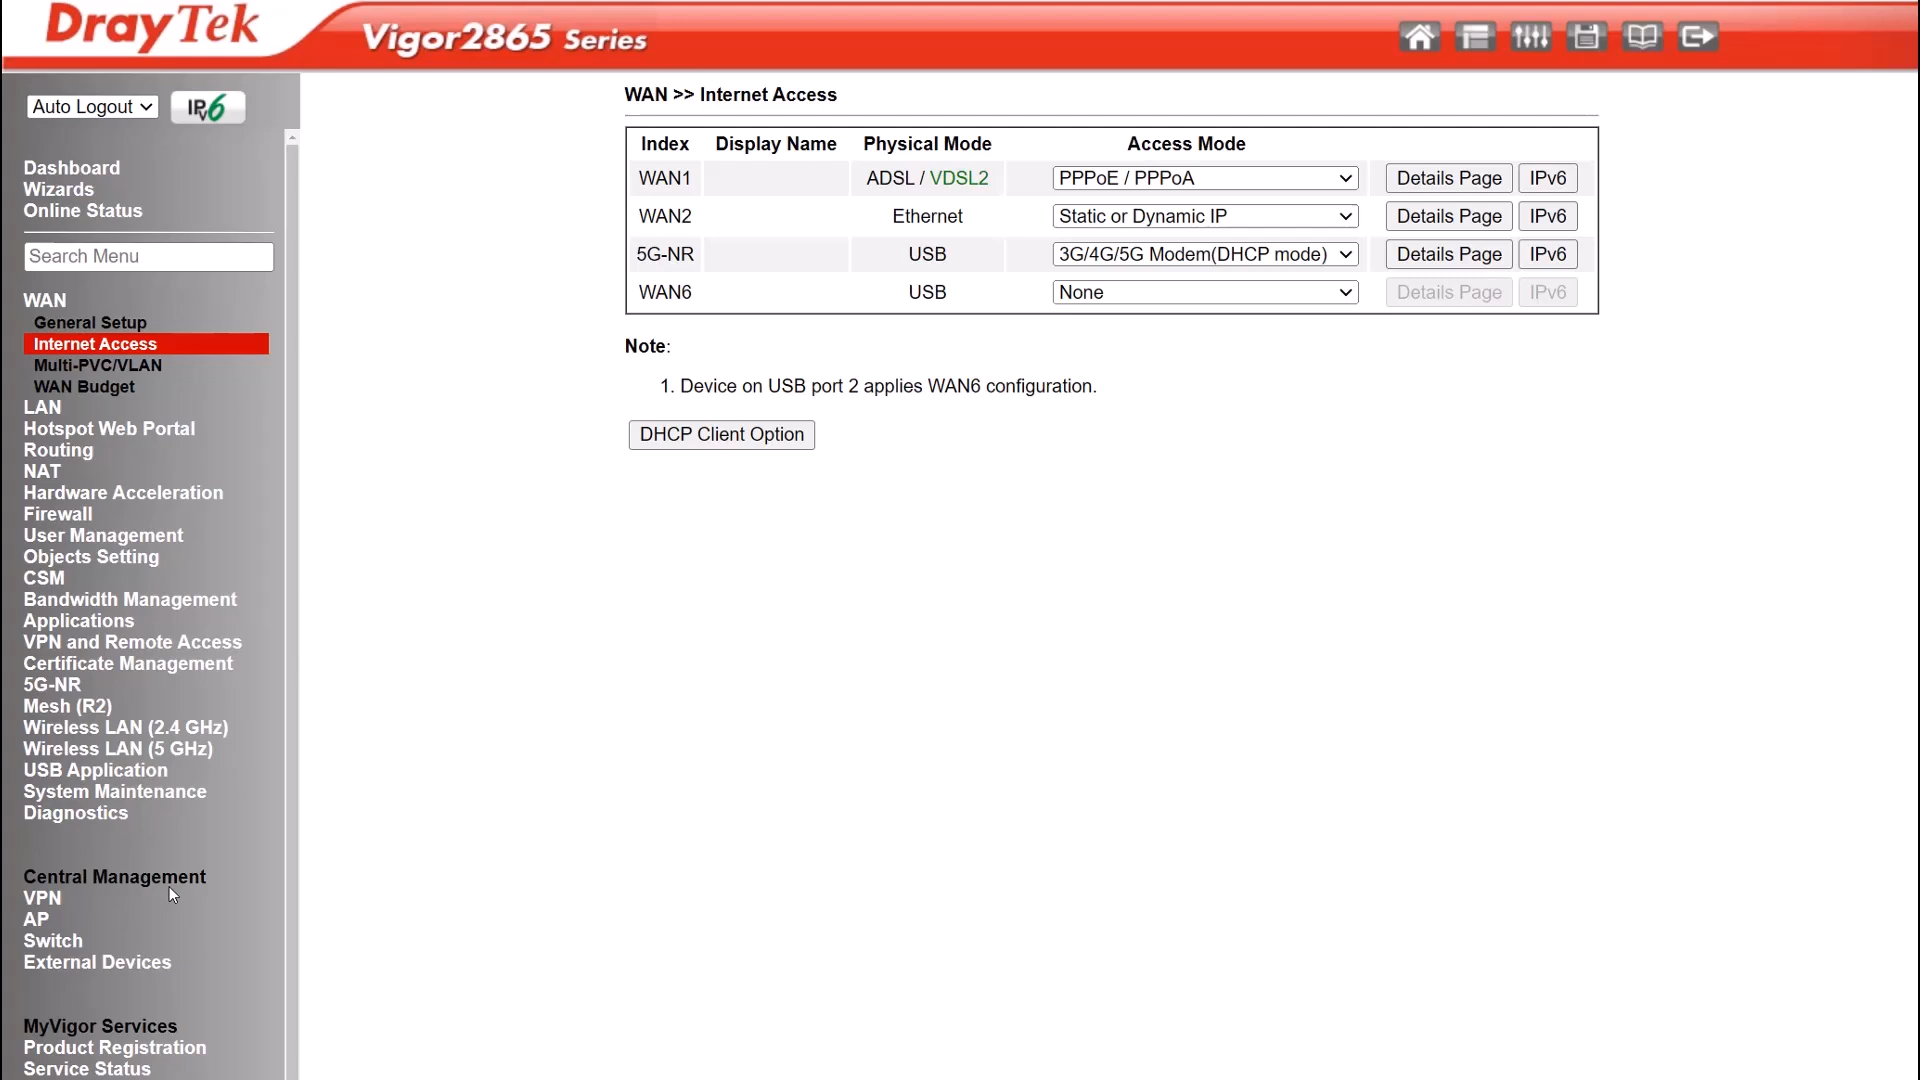 DrayTek
Vigor2865 Series
Auto Logout IPv6
Dashboard
Wizards
Online Status
Search Menu
WAN
General Setup
Internet Access
Multi-PVC/VLAN
WAN Budget
LAN
Hotspot Web Portal
Routing
NAT
Hardware Acceleration
Firewall
User Management
Objects Setting
CSM
Bandwidth Management
Applications
VPN and Remote Access
Certificate Management
5G-NR
Mesh (R2)
Wireless LAN (2.4 GHz)
Wireless LAN (5 GHz)
USB Application
System Maintenance
Diagnostics
Central Management
VPN
AP
Switch
External Devices
MyVigor Services
Product Registration
Service Status
WAN >> Internet Access
Index Display Name Physical Mode Access Mode
WAN1 ADSL / VDSL2 PPPoE / PPPoA Details Page IPv6
WAN2 Ethernet Static or Dynamic IP Details Page IPv6
5G-NR USB 3G/4G/5G Modem(DHCP mode) Details Page IPv6
WAN6 USB None Details Page IPv6
Note:
1. Device on USB port 2 applies WAN6 configuration.
DHCP Client Option